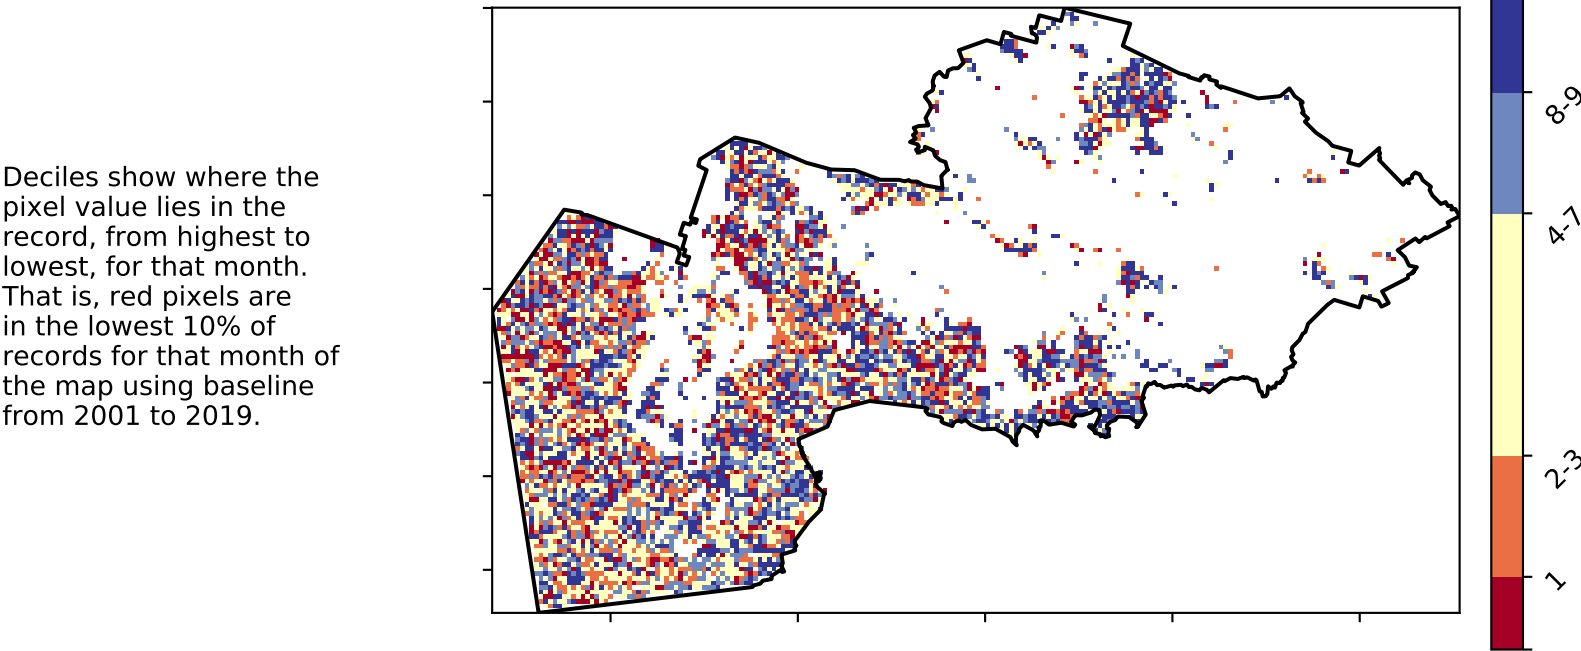 Deciles show where the
pixel value lies in the
record, from highest to
lowest, for that month.
That is, red pixels are
in the lowest 10% of
records for that month of
the map using baseline
from 2001 to 2019.
8-9
4-7
2-3
1